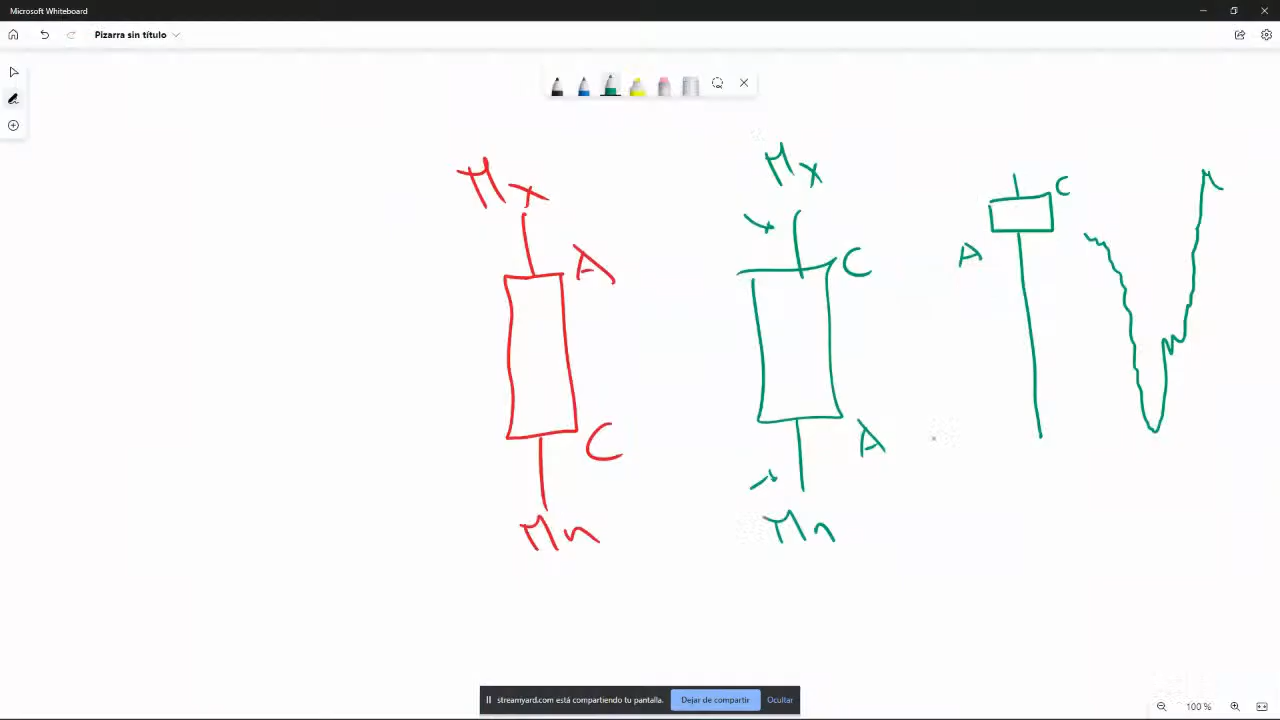 Microsoft Whiteboard
Pizarra sin título
Mx
A
C
Mn
Mx
C
A
Mn
C
A
streamyard.com está compartiendo tu pantalla.
Dejar de compartir
Ocultar
100 %